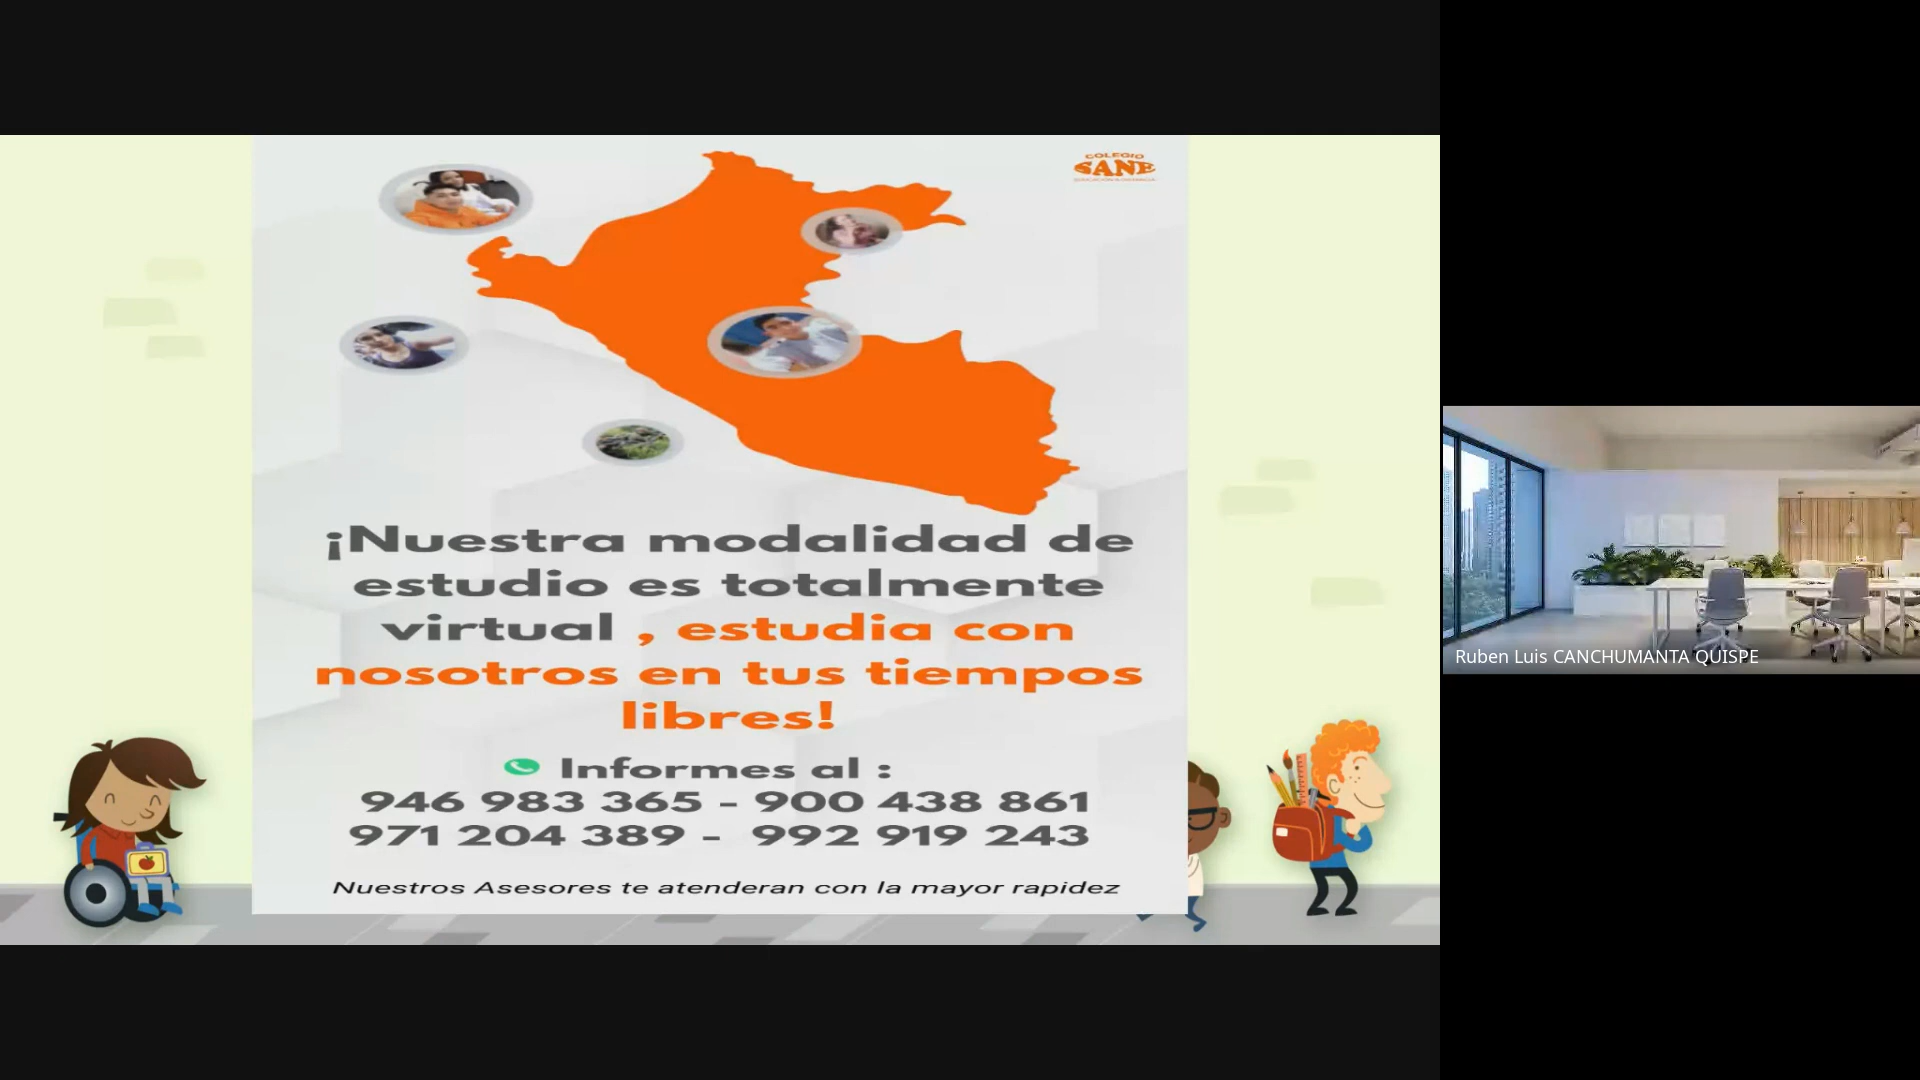 COLEGIO
SANE
¡Nuestra modalidad de
estudio es totalmente
virtual , estudia con
nosotros en tus tiempos
libres!
Informes al :
946 983 365 - 900 438 861
971 204 389 - 992 919 243
Nuestros Asesores te atenderan con la mayor rapidez
Ruben Luis CANCHUMANTA QUISPE